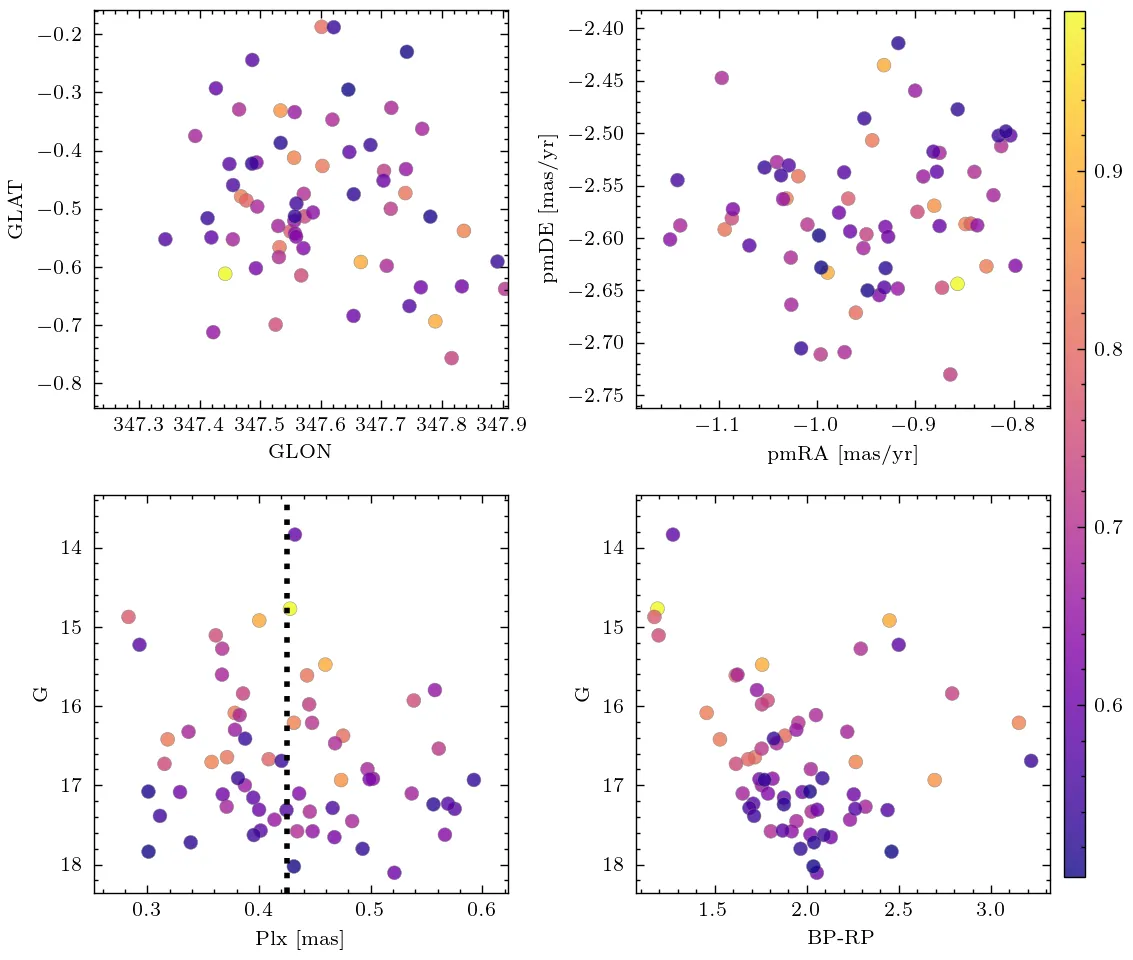 −0.2
−0.3
−0.4
−0.5
−0.6
−0.7
−0.8
GLAT
347.3 347.4 347.5 347.6 347.7 347.8 347.9
GLON
−2.40
−2.45
−2.50
−2.55
−2.60
−2.65
−2.70
−2.75
pmDE [mas/yr]
−1.1 −1.0 −0.9 −0.8
pmRA [mas/yr]
0.9
0.8
0.7
0.6
14
15
16
17
18
G
0.3 0.4 0.5 0.6
Plx [mas]
14
15
16
17
18
G
1.5 2.0 2.5 3.0
BP-RP